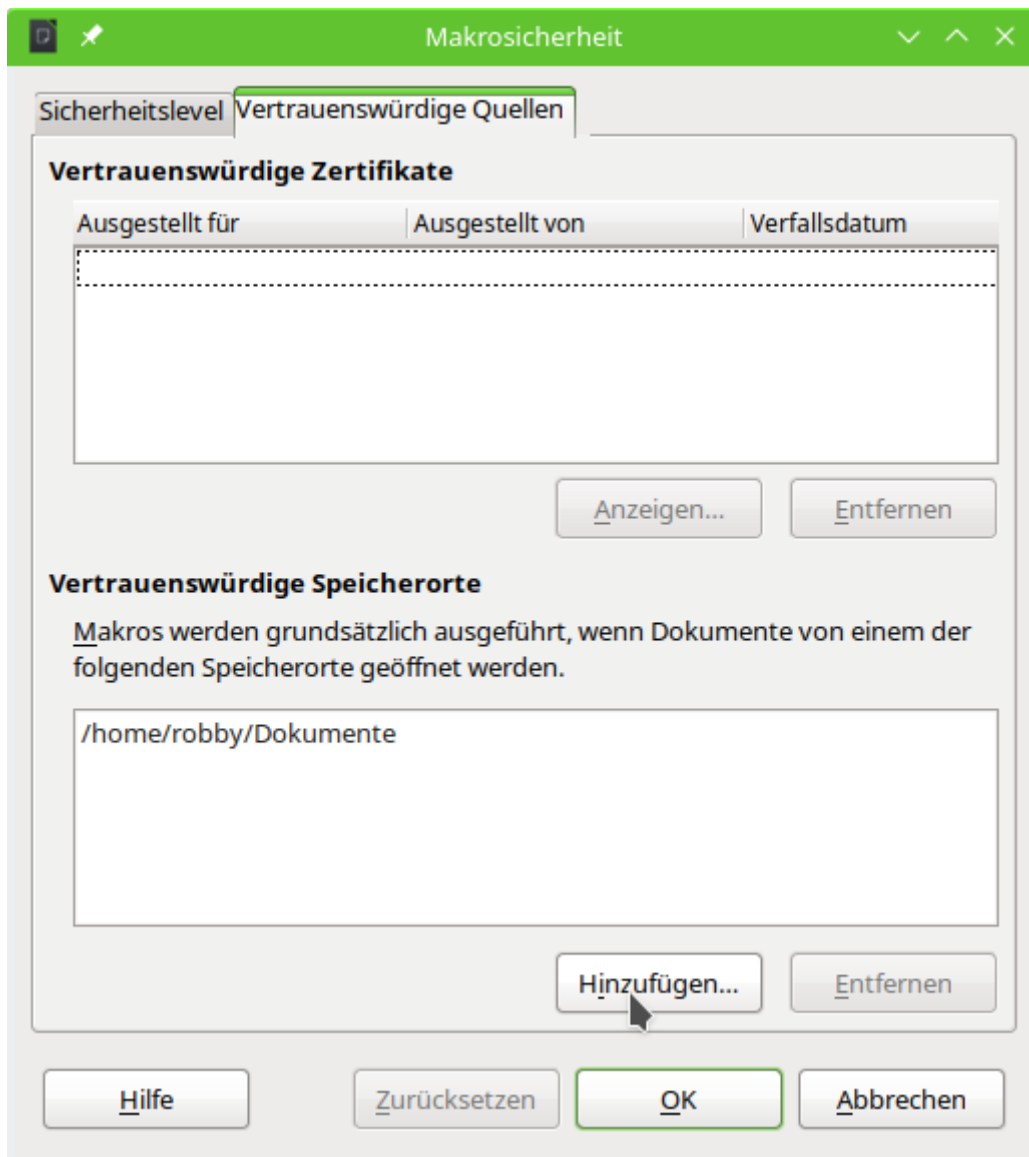 Makrosicherheit
Sicherheitslevel Vertrauenswürdige Quellen
Vertrauenswürdige Zertifikate
Ausgestellt für Ausgestellt von Verfallsdatum
Anzeigen... Entfernen
Vertrauenswürdige Speicherorte
Makros werden grundsätzlich ausgeführt, wenn Dokumente von einem der
folgenden Speicherorte geöffnet werden.
/home/robby/Dokumente
Hinzufügen... Entfernen
Hilfe Zurücksetzen OK Abbrechen